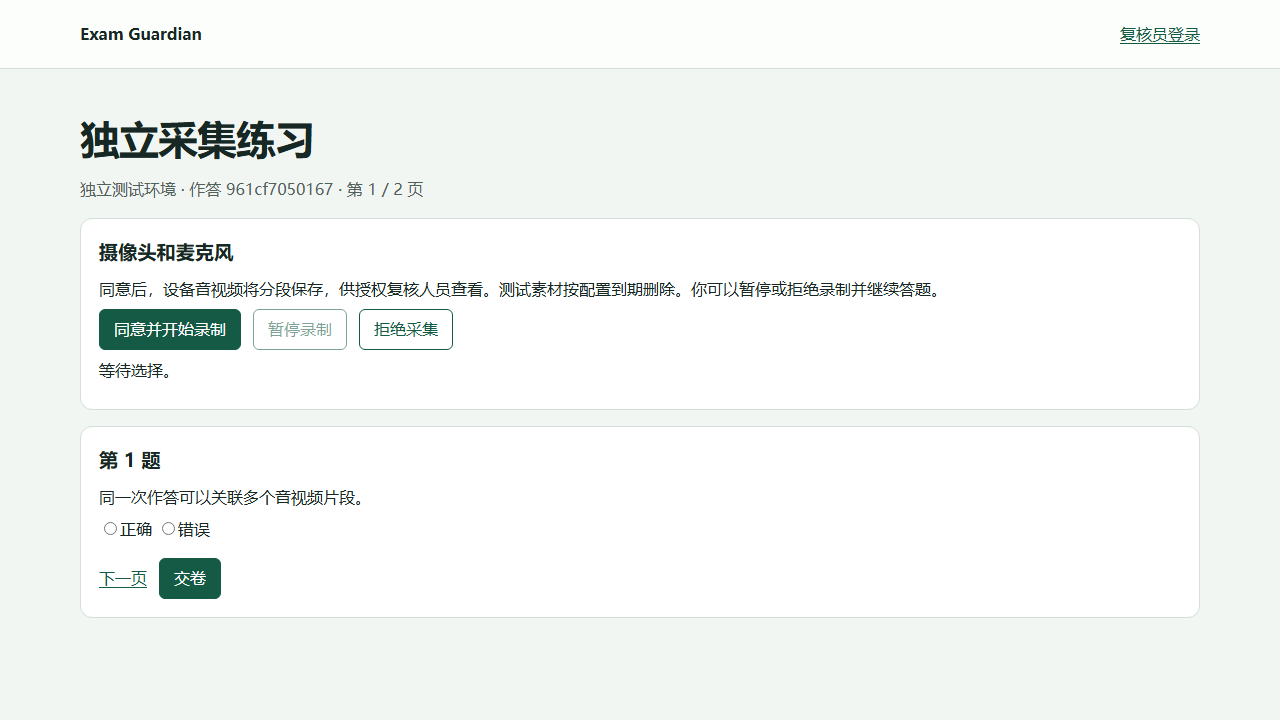 Exam Guardian
复核员登录
独立采集练习
独立测试环境 · 作答 961cf7050167 · 第 1 / 2 页
摄像头和麦克风
同意后，设备音视频将分段保存，供授权复核人员查看。测试素材按配置到期删除。你可以暂停或拒绝录制并继续答题。
同意并开始录制 暂停录制 拒绝采集
等待选择。
第 1 题
同一次作答可以关联多个音视频片段。
正确 错误
下一页 交卷